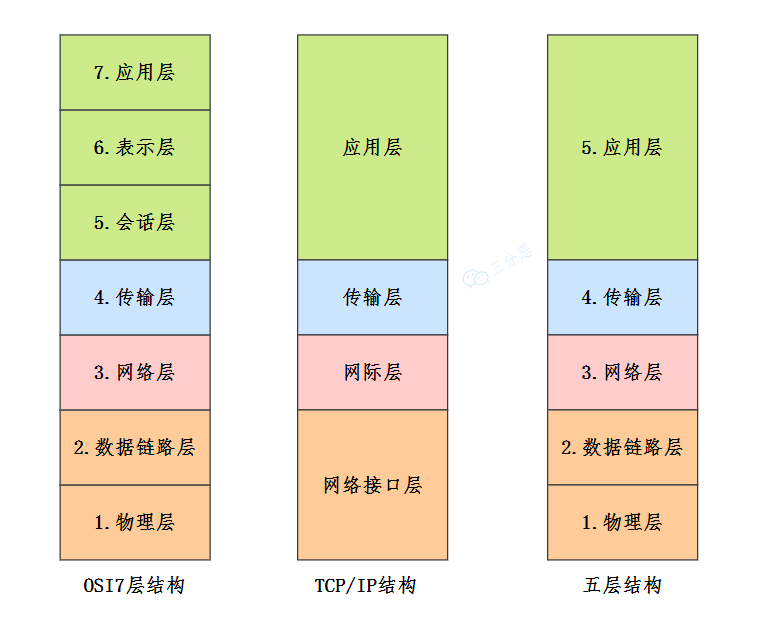 7.应用层
6.表示层
5.会话层
4.传输层
3.网络层
2.数据链路层
1.物理层
OSI7层结构
应用层
传输层
网际层
网络接口层
TCP/IP结构
三分恶
5.应用层
4.传输层
3.网络层
2.数据链路层
1.物理层
五层结构